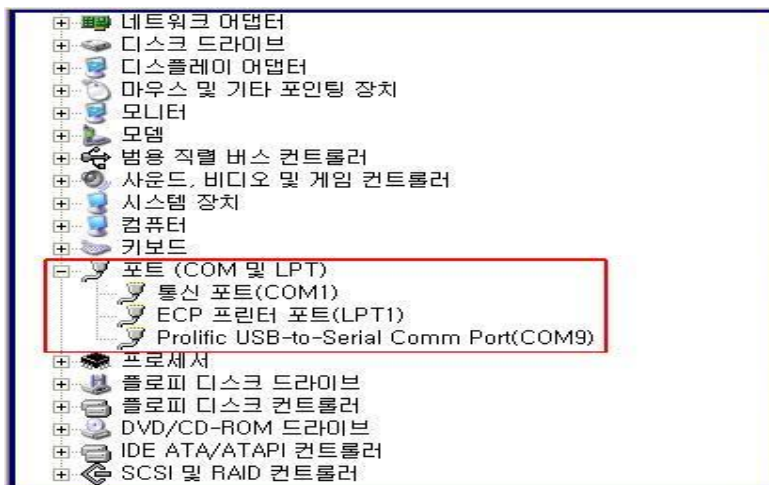 네트워크 어댑터
디스크 드라이브
디스플레이 어댑터
마우스 및 기타 포인팅 장치
모니터
모뎀
범용 직렬 버스 컨트롤러
사운드, 비디오 및 게임 컨트롤러
시스템 장치
컴퓨터
키보드
포트 (COM 및 LPT)
통신 포트(COM1)
ECP 프린터 포트(LPT1)
Prolific USB-to-Serial Comm Port(COM9)
프로세서
플로피 디스크 드라이브
플로피 디스크 컨트롤러
DVD/CD-ROM 드라이브
IDE ATA/ATAPI 컨트롤러
SCSI 및 RAID 컨트롤러